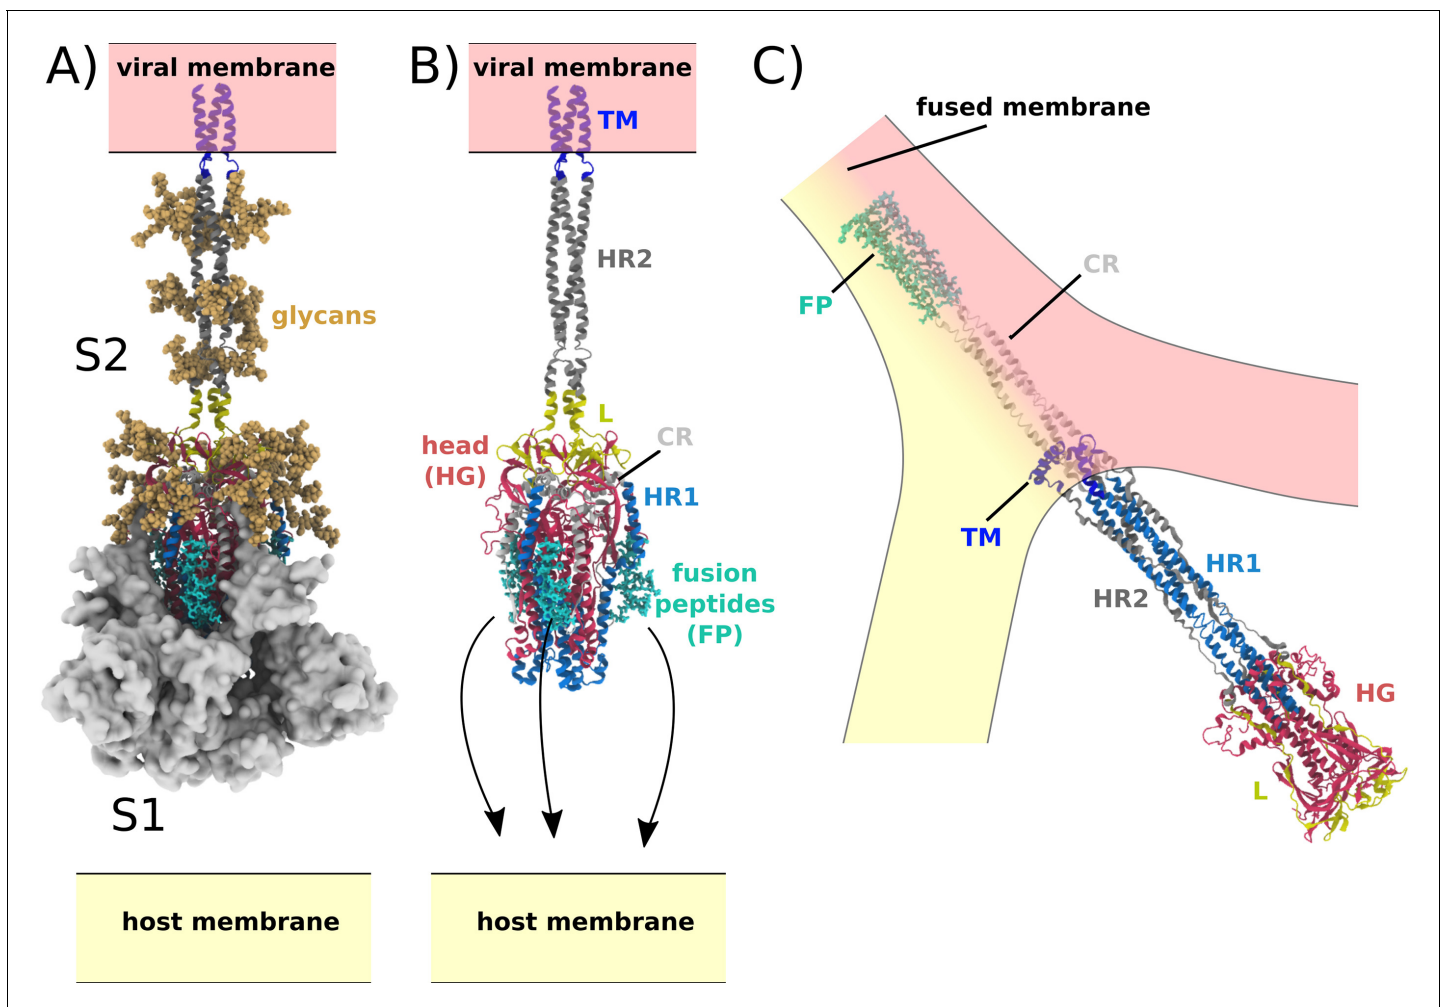 A)
viral membrane
glycans
S2
S1
host membrane
B)
viral membrane
TM
HR2
L
head
(HG)
CR
HR1
fusion
peptides
(FP)
host membrane
C)
fused membrane
CR
FP
TM
HR1
HR2
HG
L